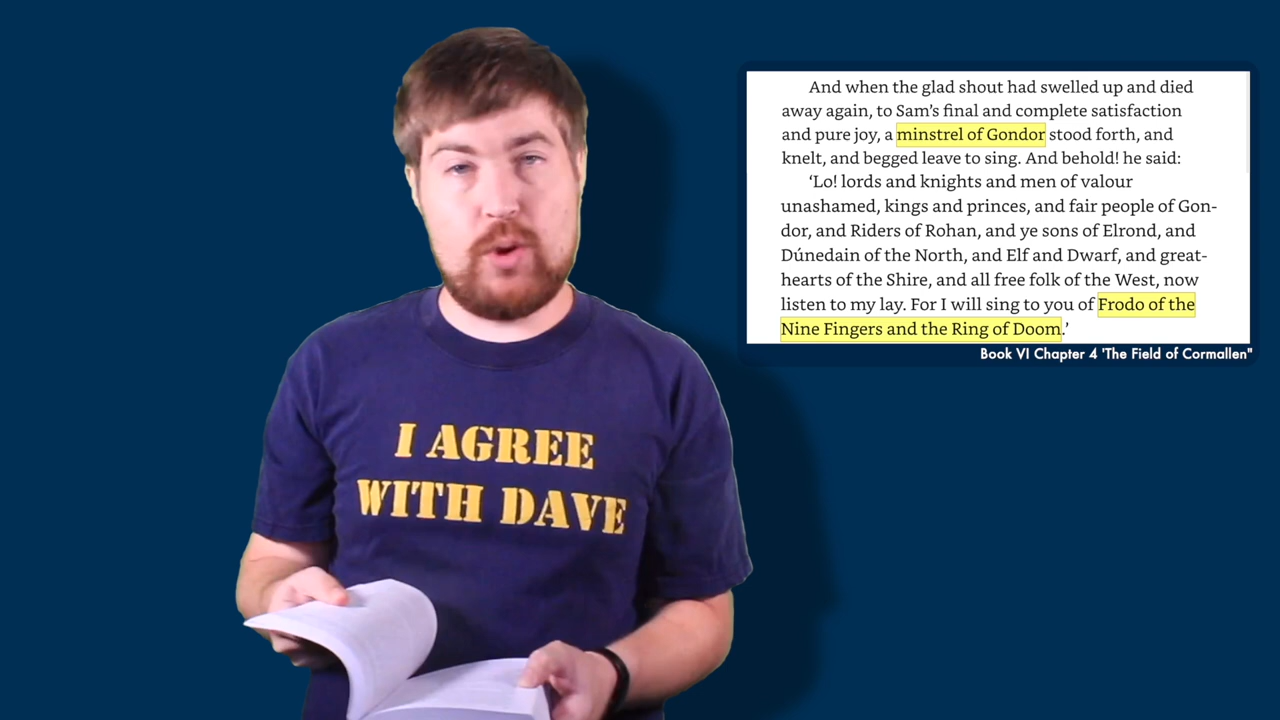 And when the glad shout had swelled up and died
away again, to Sam's final and complete satisfaction
and pure joy, a minstrel of Gondor stood forth, and
knelt, and begged leave to sing. And behold! he said:
‘Lo! lords and knights and men of valour
unashamed, kings and princes, and fair people of Gon-
dor, and Riders of Rohan, and ye sons of Elrond, and
Dúnedain of the North, and Elf and Dwarf, and great-
hearts of the Shire, and all free folk of the West, now
listen to my lay. For I will sing to you of Frodo of the
Nine Fingers and the Ring of Doom.’
Book VI Chapter 4 'The Field of Cormallen"
I AGREE
WITH DAVE